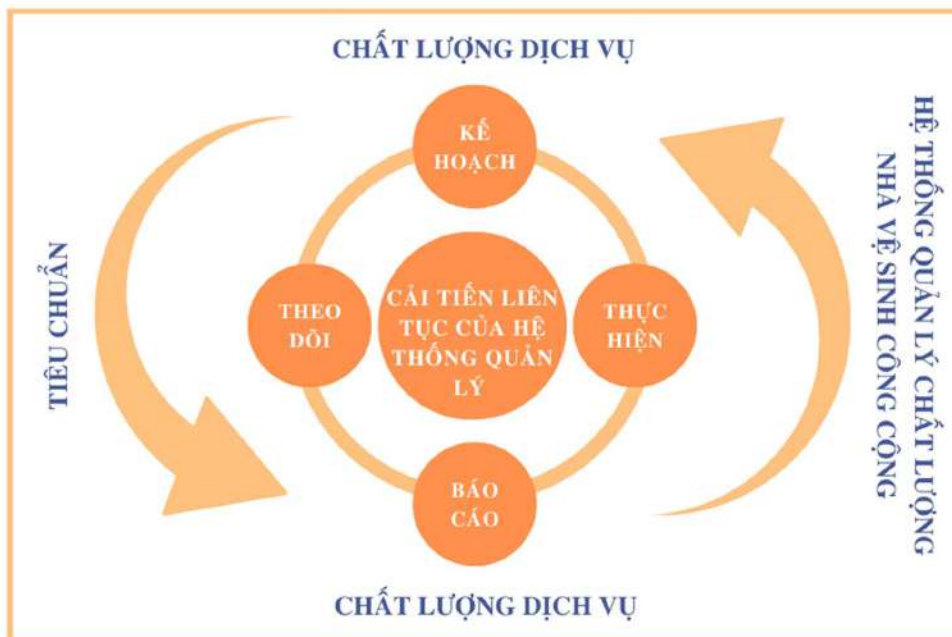 CHẤT LƯỢNG DỊCH VỤ
KẾ
HOẠCH
HỆ THỐNG QUẢN LÝ CHẤT LƯỢNG
NHÀ VỆ SINH CÔNG CỘNG
TIÊU CHUẨN
THEO
DÕI
CẢI TIẾN LIÊN
TỤC CỦA HỆ
THỐNG QUẢN
LÝ
THỰC
HIỆN
BÁO
CÁO
CHẤT LƯỢNG DỊCH VỤ